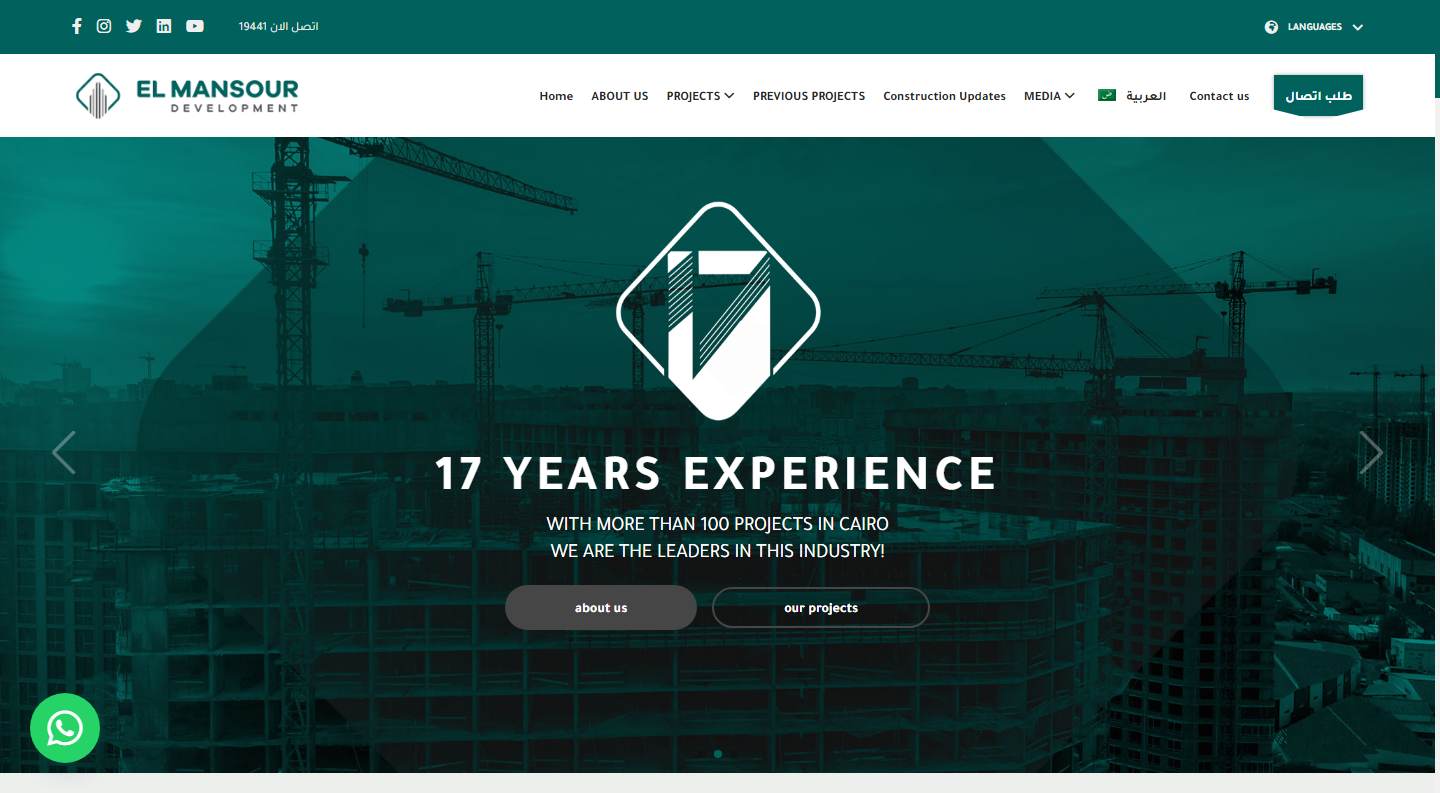 اتصل الان 19441
LANGUAGES
EL MANSOUR
DEVELOPMENT
Home
ABOUT US
PROJECTS
PREVIOUS PROJECTS
Construction Updates
MEDIA
العربية
Contact us
طلب اتصال
17
17 YEARS EXPERIENCE
WITH MORE THAN 100 PROJECTS IN CAIRO
WE ARE THE LEADERS IN THIS INDUSTRY!
about us
our projects